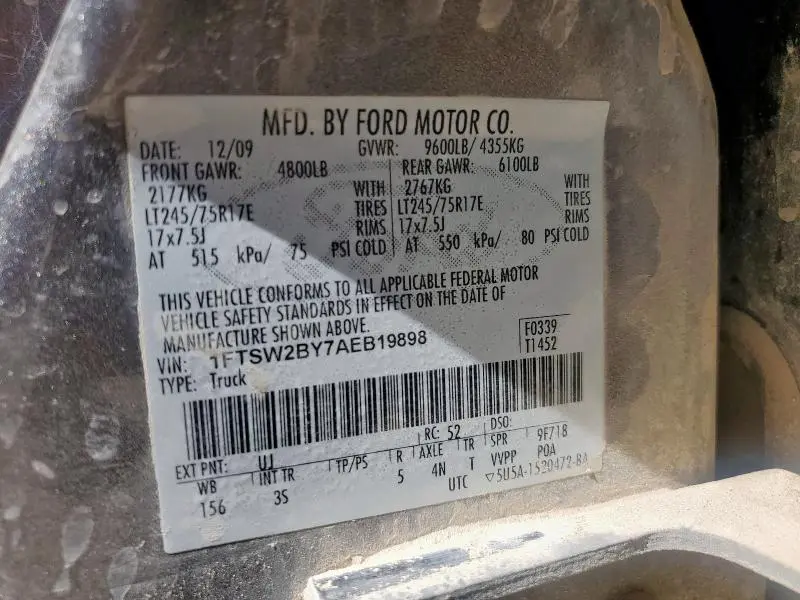 MFD. BY FORD MOTOR CO.
DATE: 12/09 GVWR: 9600LB/ 4355KG
FRONT GAWR: 4800LB REAR GAWR: 6100LB
2177KG WITH 2767KG WITH
LT245/75R17E TIRES LT245/75R17E TIRES
17x7.5J RIMS 17x7.5J RIMS
AT 515 kPa/ 75 PSI COLD AT 550 kPa/ 80 PSI COLD
THIS VEHICLE CONFORMS TO ALL APPLICABLE FEDERAL MOTOR
VEHICLE SAFETY STANDARDS IN EFFECT ON THE DATE OF
MANUFACTURE SHOWN ABOVE.
VIN: 1FTSW2BY7AEB19898 F0339
TYPE: Truck T1452
EXT PNT: UJ RC: 52 DSO:
WB INT TR TP/PS R AXLE TR SPR 9F718
156 3S 5 4N T VVPP POA
UTC ▽5U5A-1520472-BA